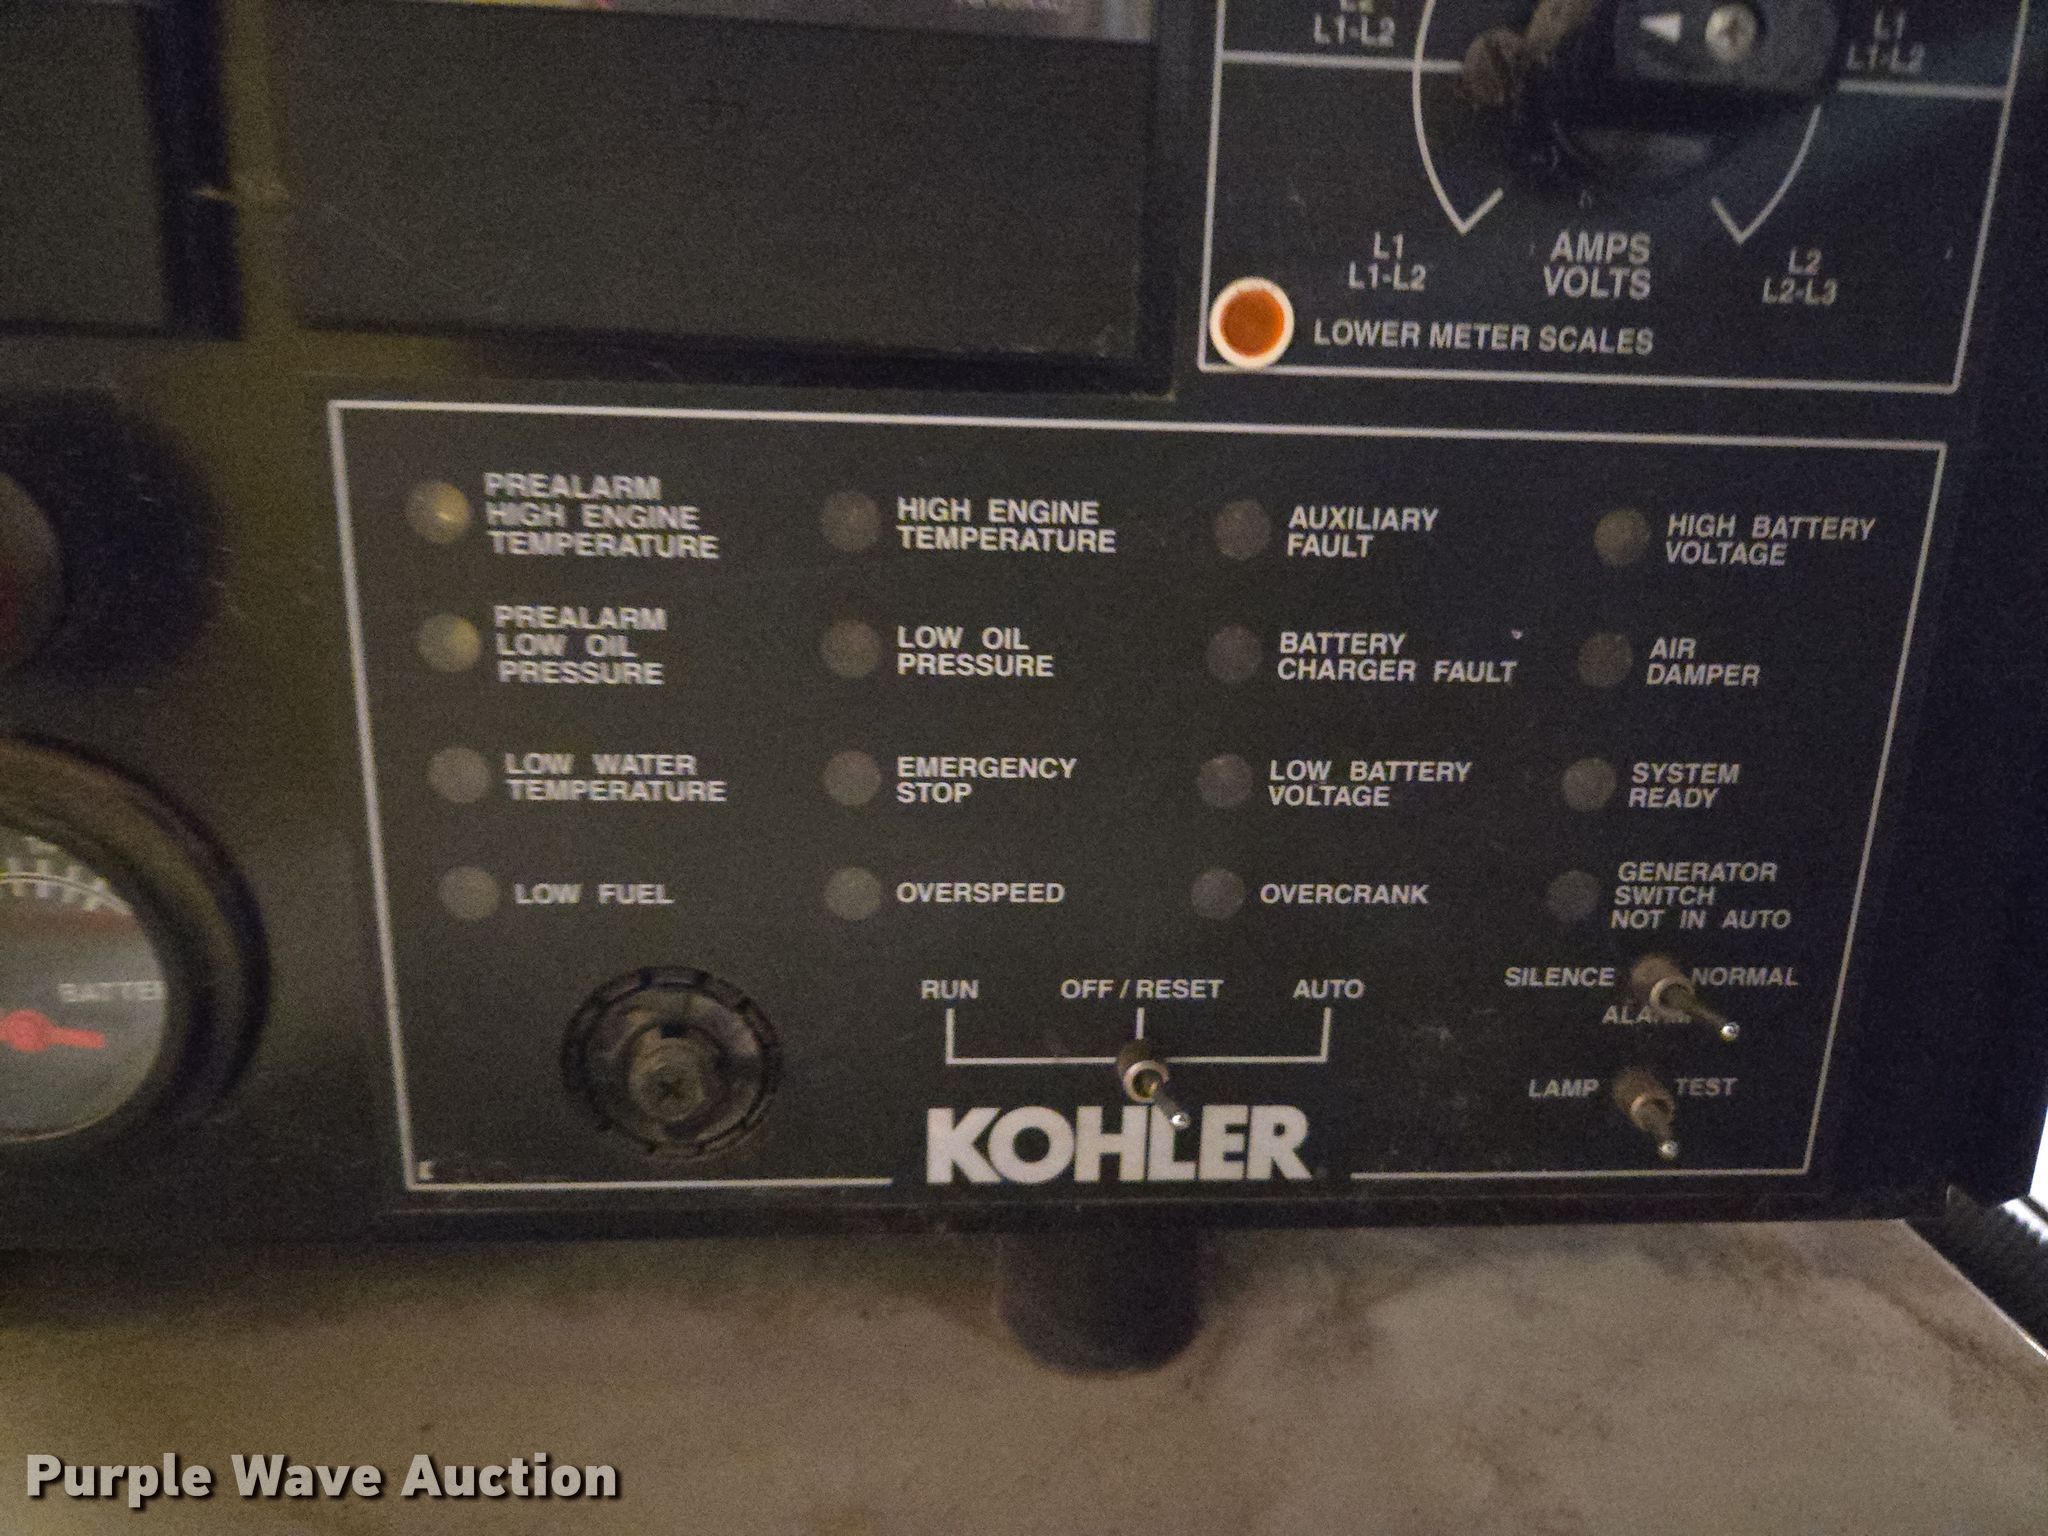 L1-L2
L1
L1-L2
L1
L1-L2
AMPS
VOLTS
L2
L2-L3
LOWER METER SCALES
PREALARM
HIGH ENGINE
TEMPERATURE
HIGH ENGINE
TEMPERATURE
AUXILIARY
FAULT
HIGH BATTERY
VOLTAGE
PREALARM
LOW OIL
PRESSURE
LOW OIL
PRESSURE
BATTERY
CHARGER FAULT
AIR
DAMPER
LOW WATER
TEMPERATURE
EMERGENCY
STOP
LOW BATTERY
VOLTAGE
SYSTEM
READY
LOW FUEL
OVERSPEED
OVERCRANK
GENERATOR
SWITCH
NOT IN AUTO
RUN
OFF / RESET
AUTO
SILENCE NORMAL
ALARM
LAMP TEST
KOHLER
Purple Wave Auction